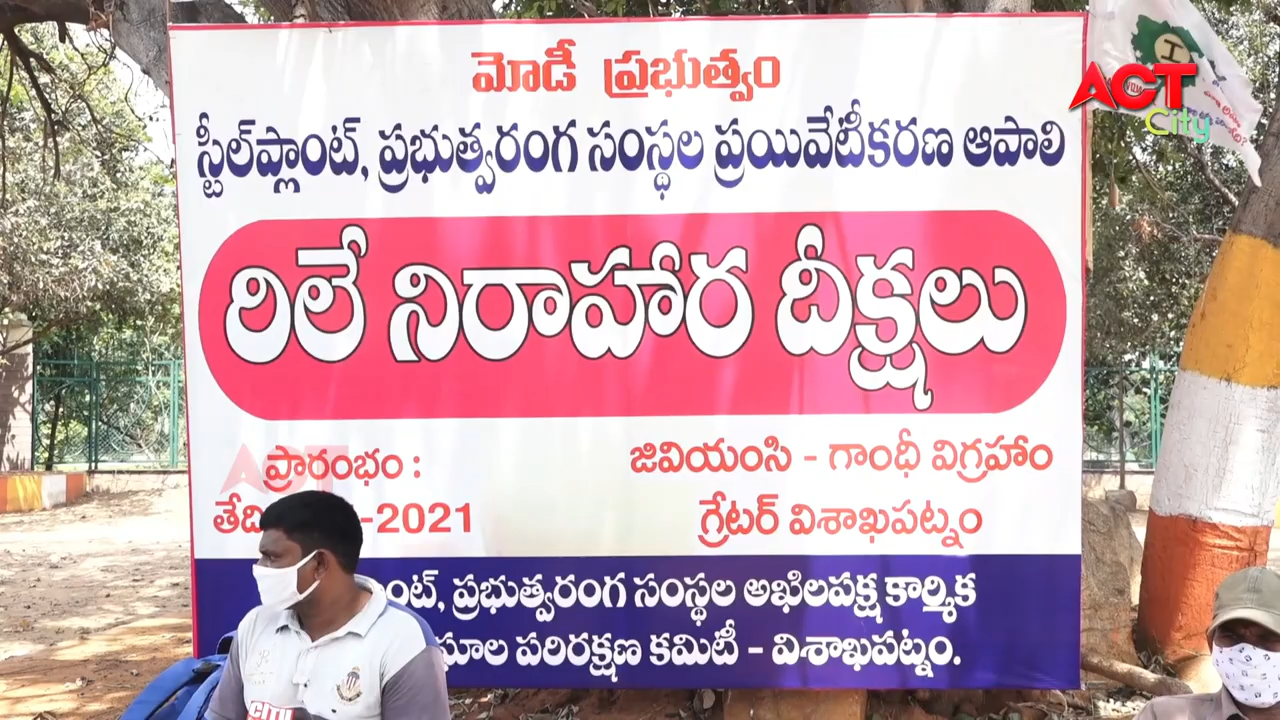 మోడీ ప్రభుత్వం
స్టీల్‌ప్లాంట్, ప్రభుత్వరంగ సంస్థల ప్రయివేటీకరణ ఆపాలి
రిలే నిరాహార దీక్షలు
ప్రారంభం :
-2021
జివియంసి - గాంధీ విగ్రహాం
గ్రేటర్ విశాఖపట్నం
ప్రభుత్వరంగ సంస్థల అఖిలపక్ష కార్మిక
పరిరక్షణ కమిటీ - విశాఖపట్నం.
ACT
City
CITY